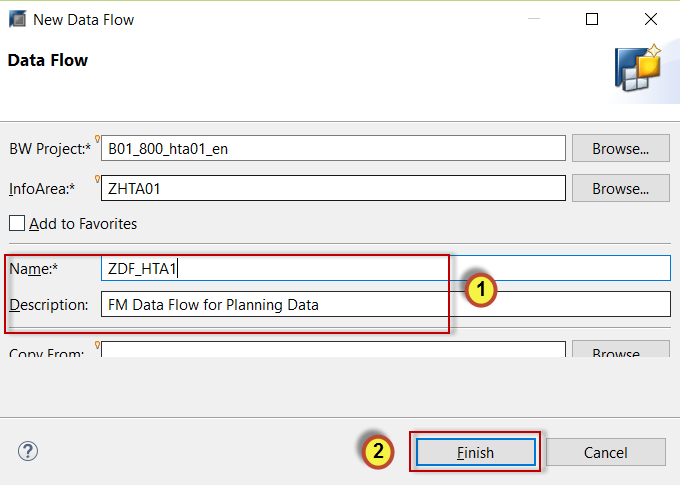 New Data Flow
Data Flow
BW Project:* B01_800_hta01_en Browse...
InfoArea:* ZHTA01 Browse...
Add to Favorites
Name:* ZDF_HTA1
1
Description: FM Data Flow for Planning Data
Copy From: Browse...
2 Finish Cancel